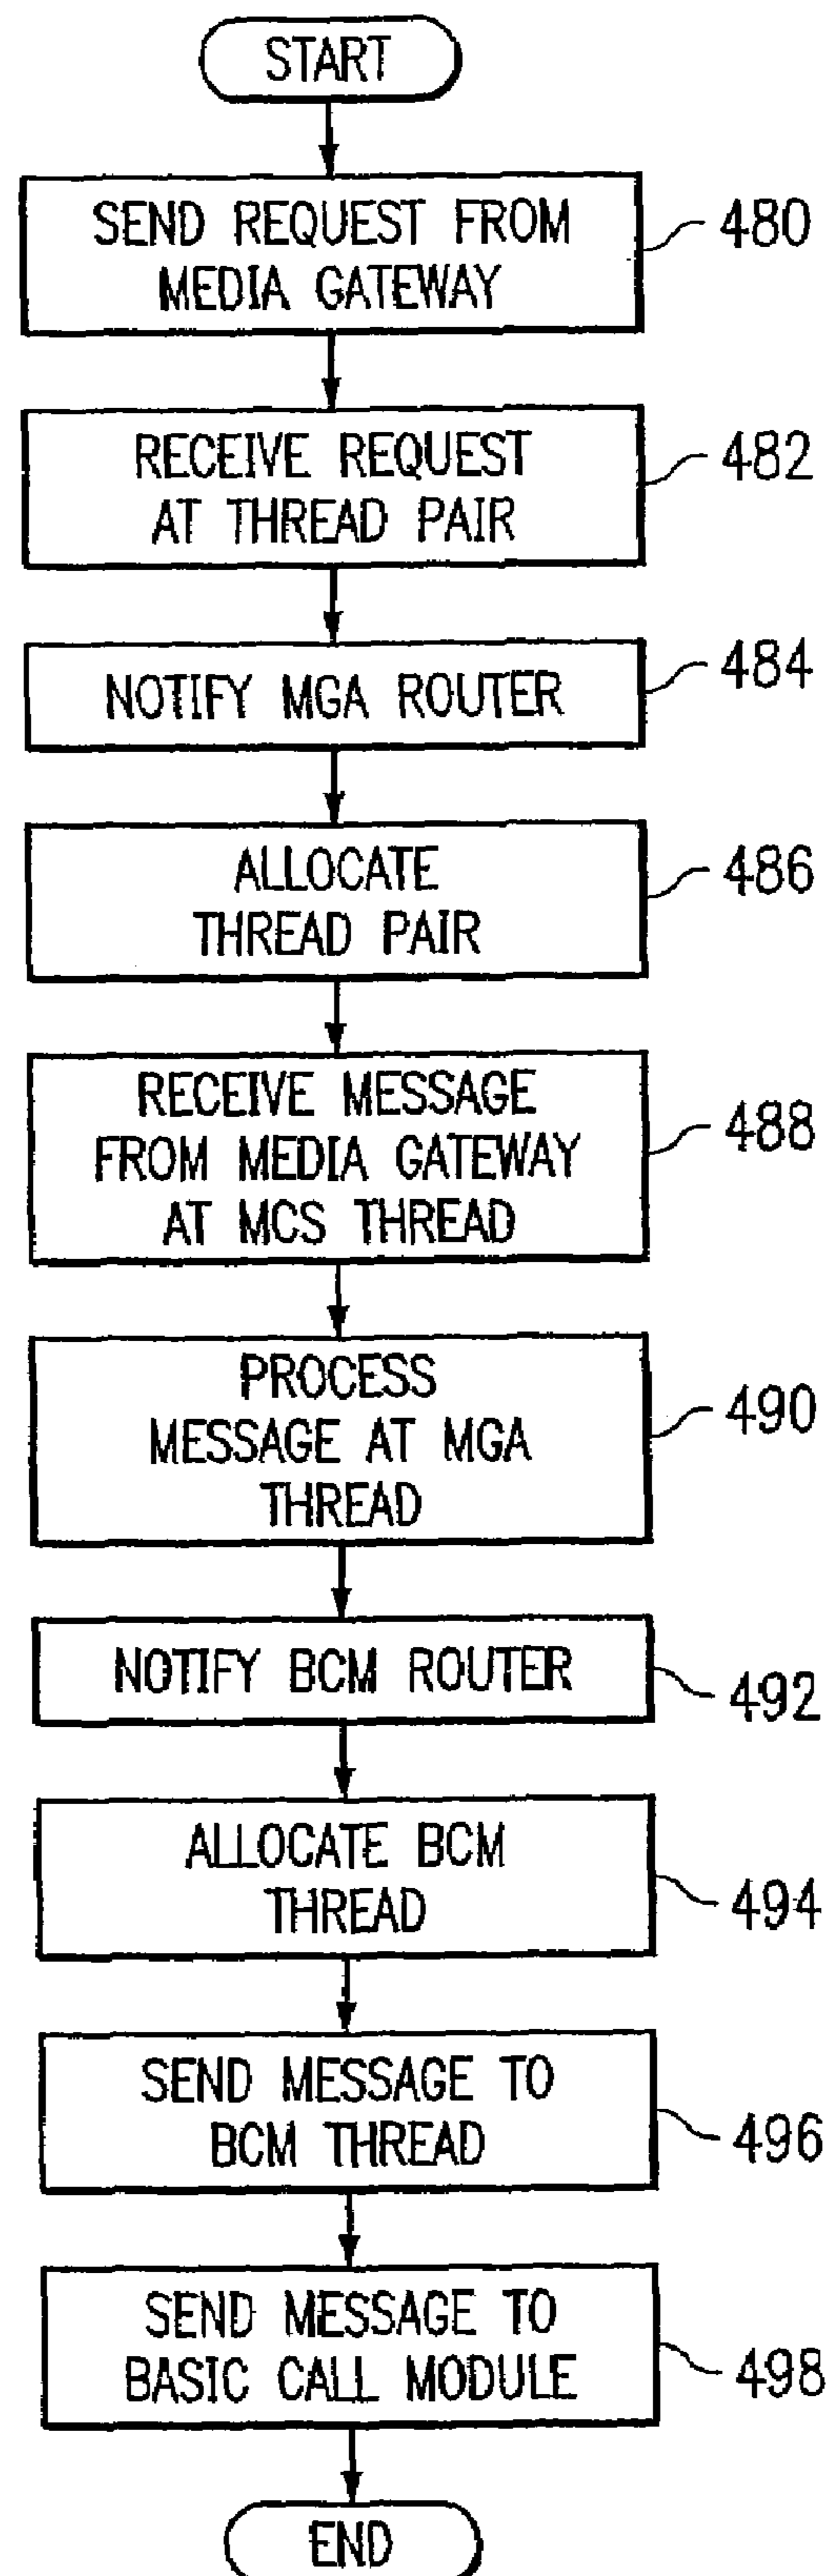 START
SEND REQUEST FROM
MEDIA GATEWAY
480
RECEIVE REQUEST
AT THREAD PAIR
482
NOTIFY MGA ROUTER
484
ALLOCATE
THREAD PAIR
486
RECEIVE MESSAGE
FROM MEDIA GATEWAY
AT MCS THREAD
488
PROCESS
MESSAGE AT MGA
THREAD
490
NOTIFY BCM ROUTER
492
ALLOCATE BCM
THREAD
494
SEND MESSAGE TO
BCM THREAD
496
SEND MESSAGE TO
BASIC CALL MODULE
498
END